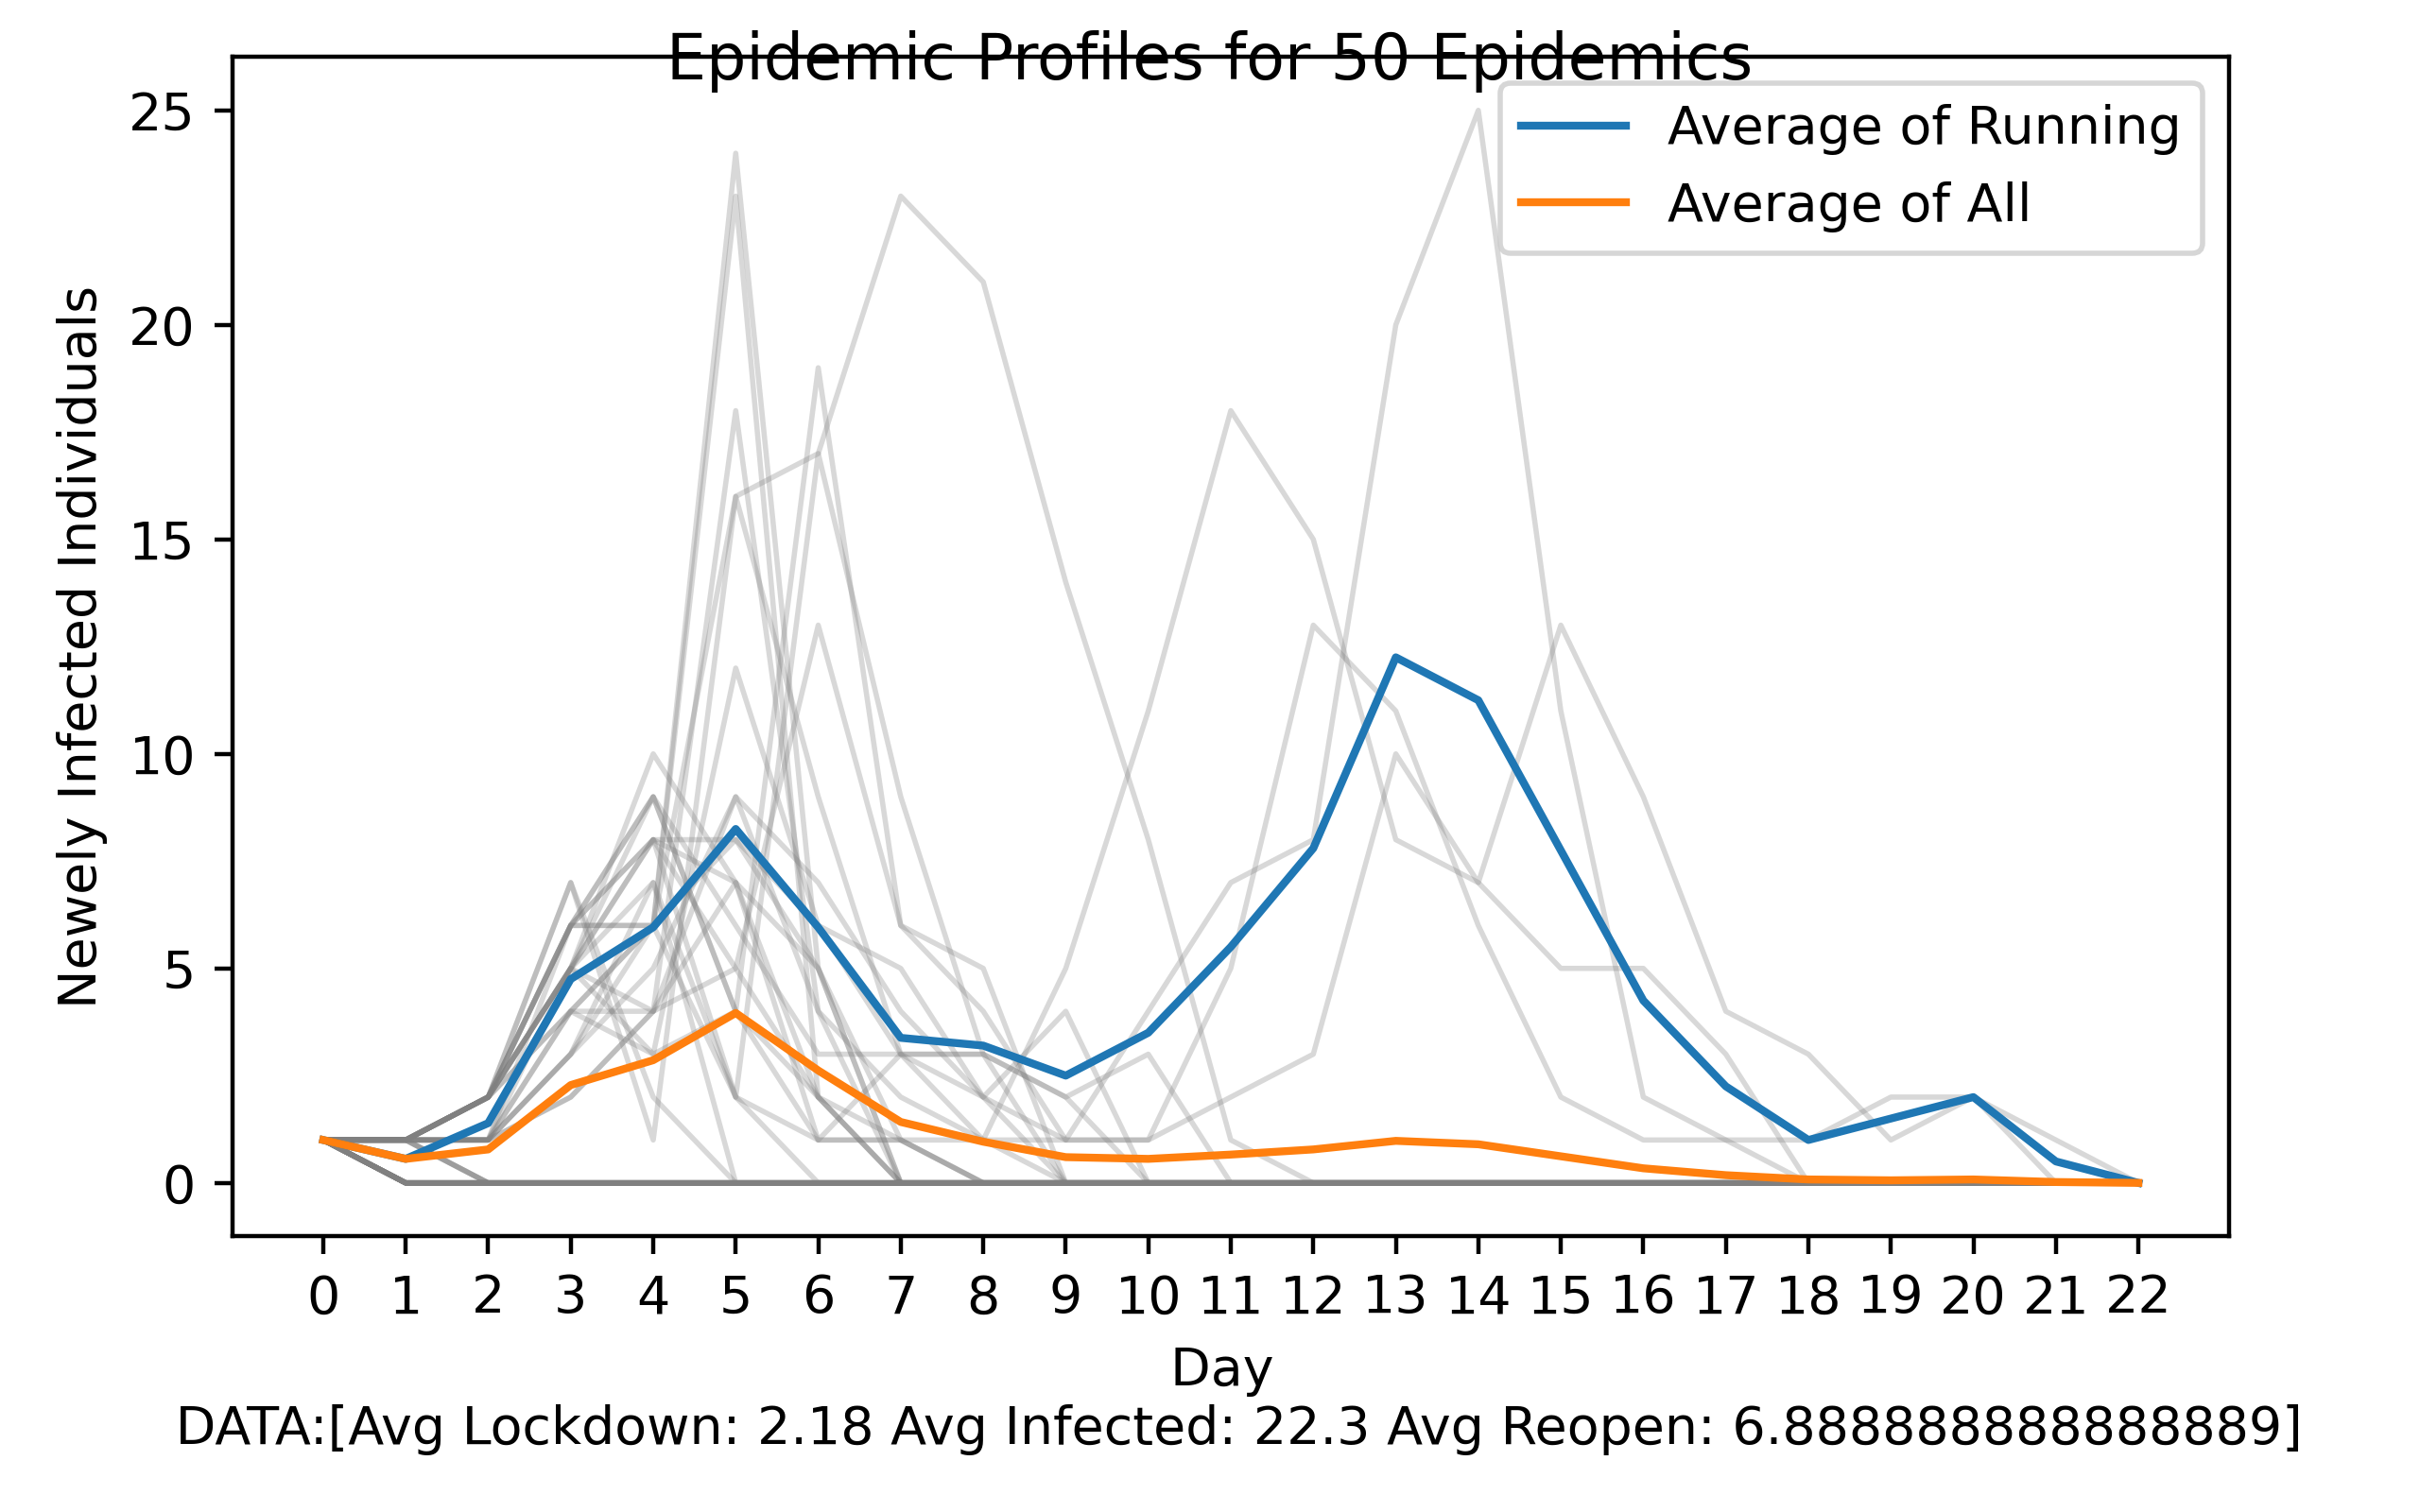 Epidemic Profiles for 50 Epidemics
Average of Running
Average of All
Newely Infected Individuals
25
20
15
10
5
0
0 1 2 3 4 5 6 7 8 9 10 11 12 13 14 15 16 17 18 19 20 21 22
Day
DATA:[Avg Lockdown: 2.18 Avg Infected: 22.3 Avg Reopen: 6.888888888888889]